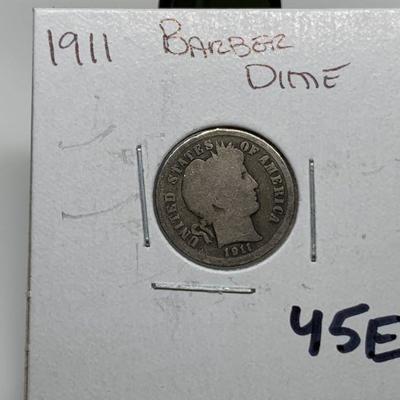 1911 BARBER
DIME
UNITED STATES OF AMERICA
1911
45E